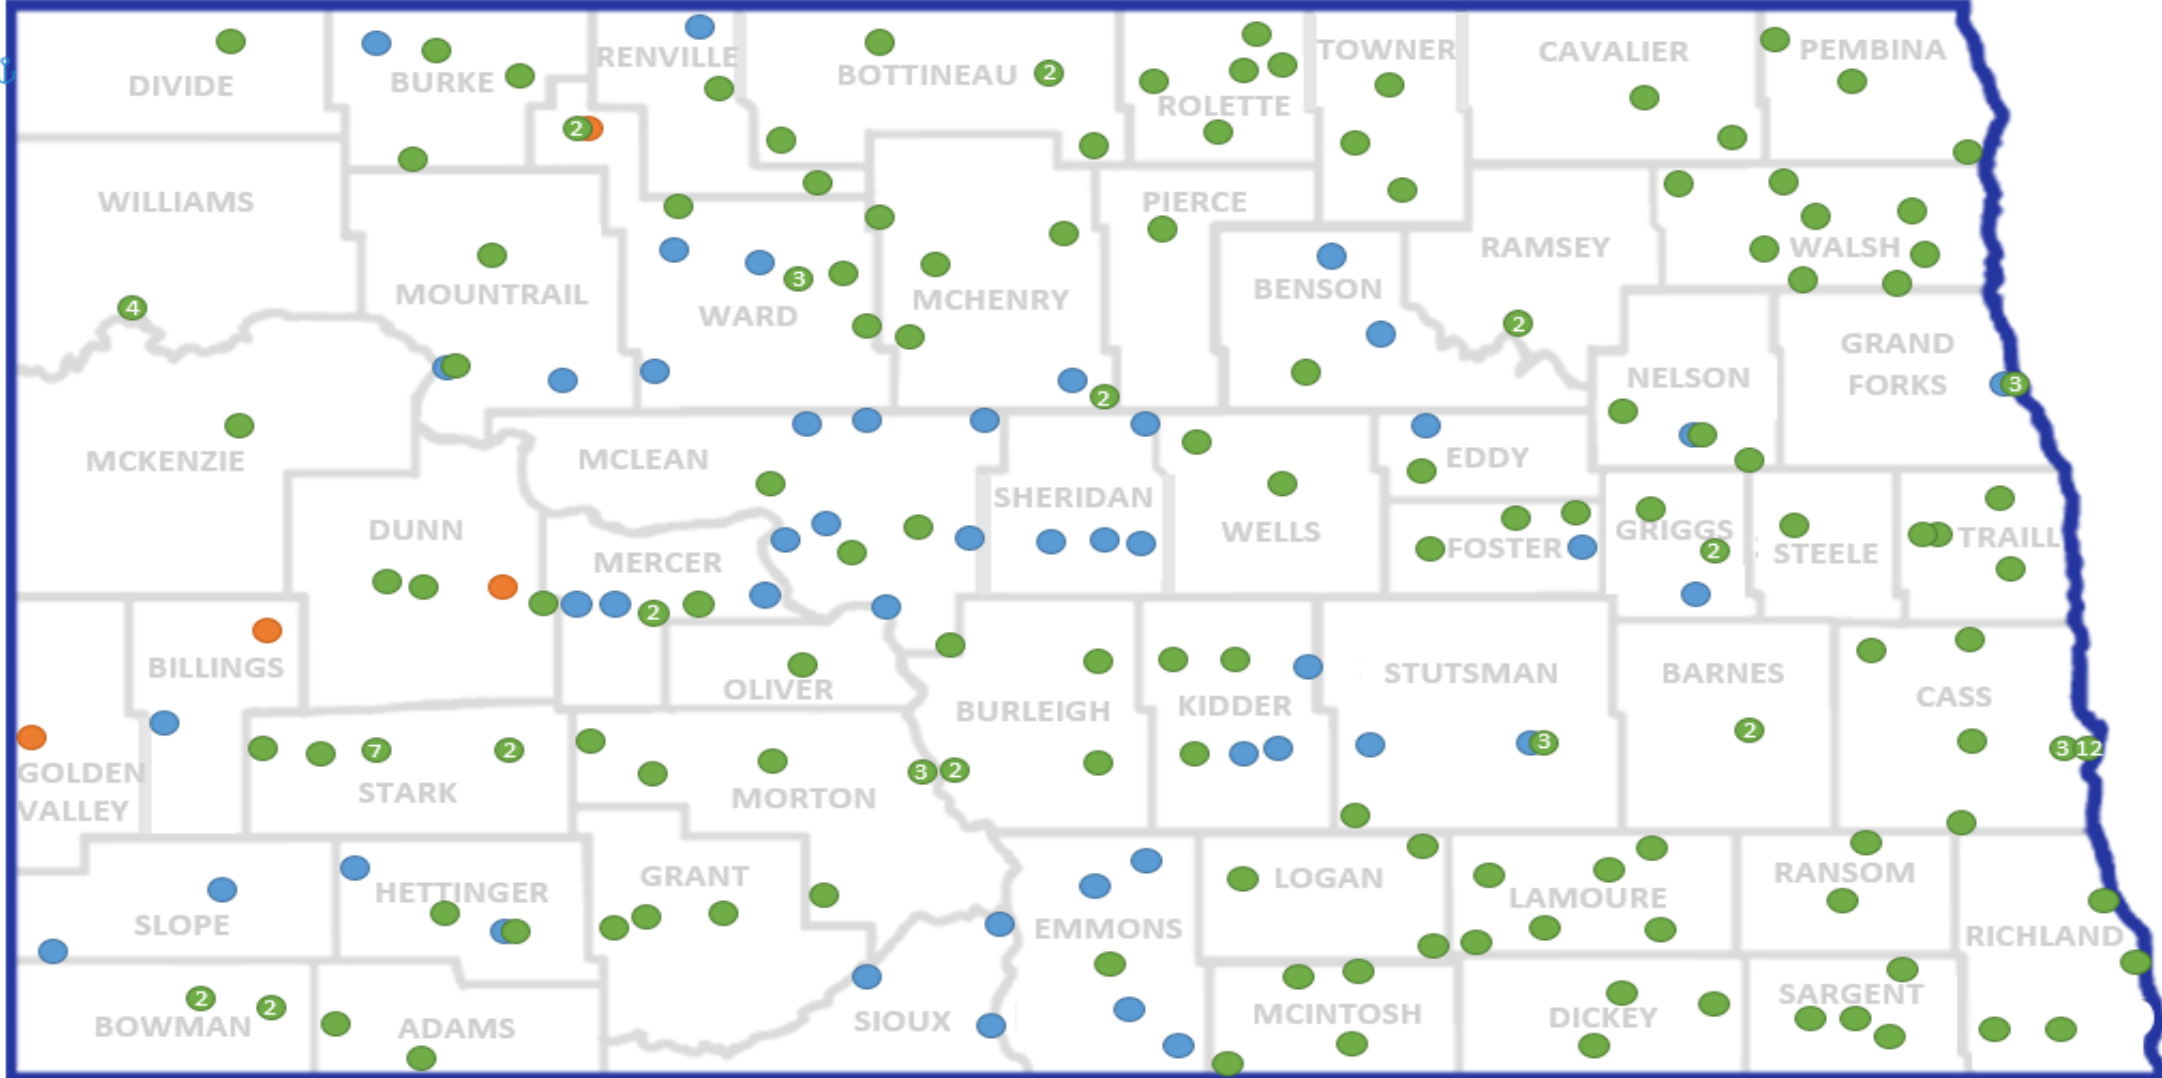 DIVIDE
BURKE
RENVILLE
BOTTINEAU
2
ROLETTE
TOWNER
CAVALIER
PEMBINA
2
WILLIAMS
4
MOUNTRAIL
WARD
3
MCHENRY
2
PIERCE
BENSON
RAMSEY
2
WALSH
GRAND
FORKS
3
NELSON
MCKENZIE
MCLEAN
SHERIDAN
WELLS
EDDY
FOSTER
GRIGGS
2
STEELE
TRAILL
DUNN
MERCER
2
BILLINGS
OLIVER
BURLEIGH
KIDDER
STUTSMAN
3
BARNES
2
CASS
3
12
GOLDEN
VALLEY
7
2
STARK
MORTON
3
2
SLOPE
HETTINGER
GRANT
EMMONS
LOGAN
LAMOURE
RANSOM
RICHLAND
2
2
BOWMAN
ADAMS
SIOUX
MCINTOSH
DICKEY
SARGENT